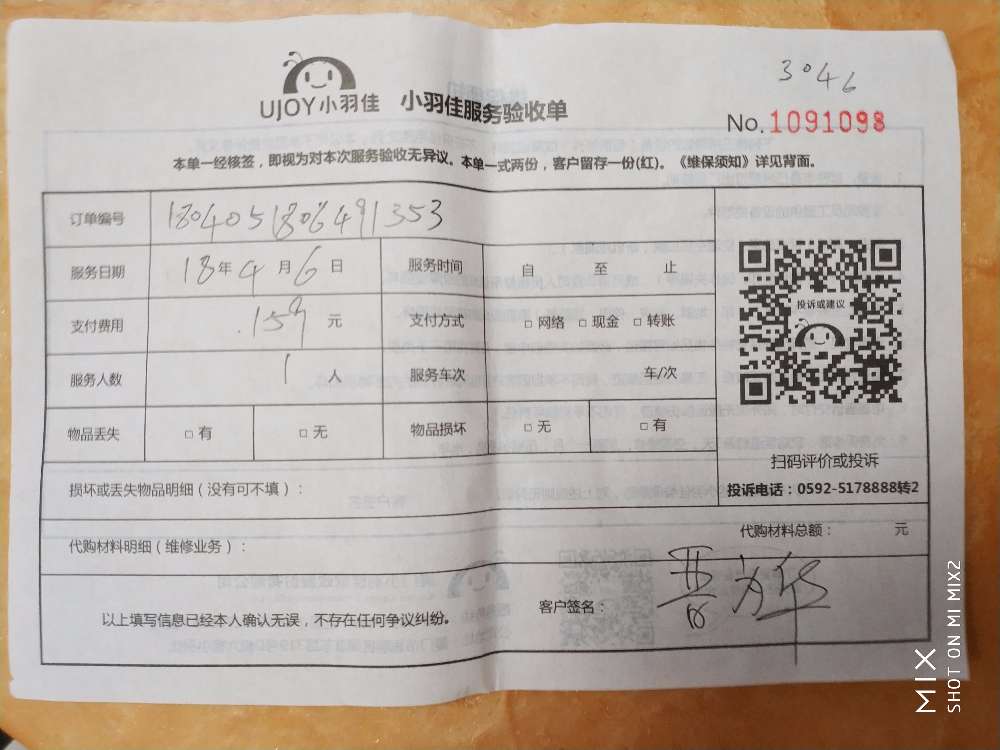 3046
UJOY小羽佳 小羽佳服务验收单
No.1091098
本单一经核签，即视为对本次服务验收无异议。本单一式两份，客户留存一份(红)。《维保须知》详见背面。
订单编号 1804051806491353
服务日期 18年4月6日 服务时间 自 至 止
支付费用 159元 支付方式 □网络 □现金 □转账
投诉或建议
服务人数 1人 服务车次 车/次
物品丢失 □有 □无 物品损坏 □无 □有
扫码评价或投诉
投诉电话：0592-5178888转2
损坏或丢失物品明细（没有可不填）：
代购材料明细（维修业务）： 代购材料总额： 元
以上填写信息已经本人确认无误，不存在任何争议纠纷。 客户签名：
MIX
SHOT ON MI MIX2